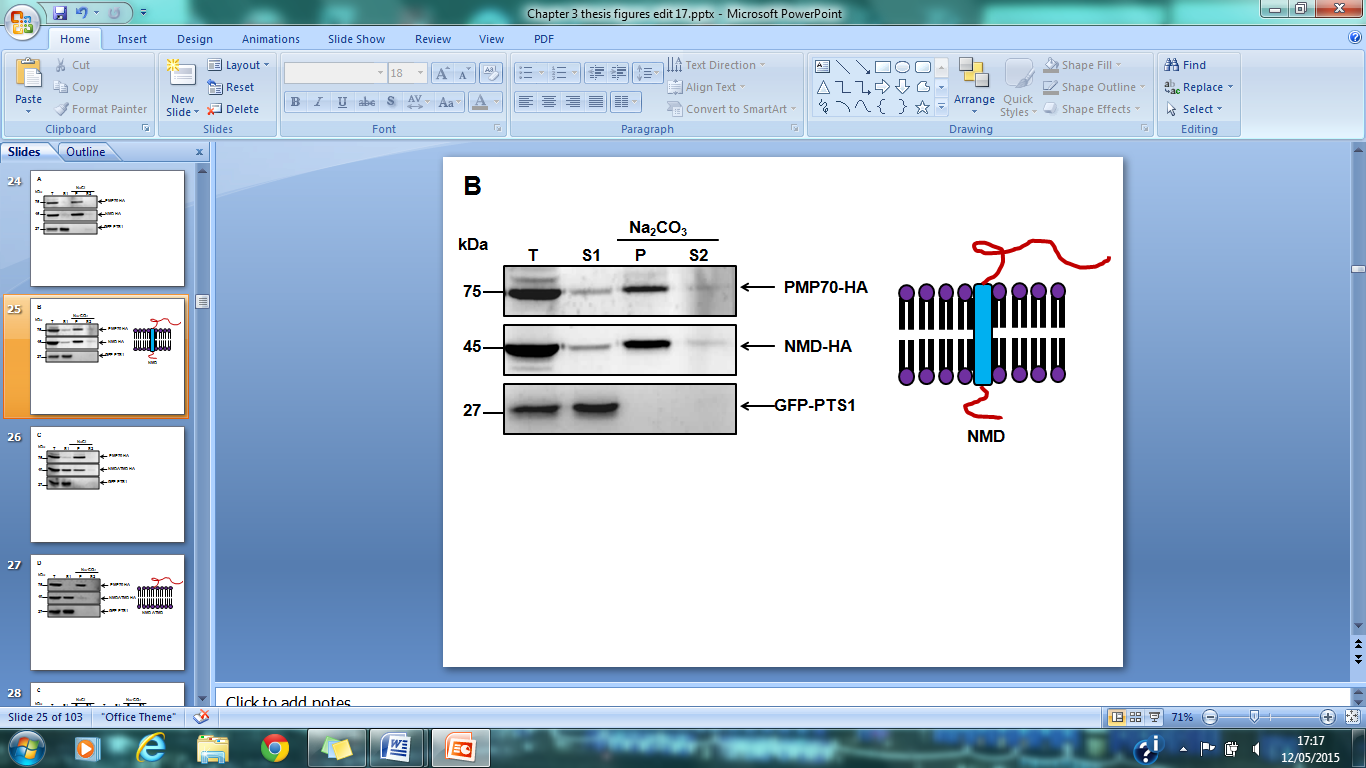 Chapter 3 thesis figures edit 17.pptx - Microsoft PowerPoint
Home Insert Design Animations Slide Show Review View PDF
Paste
Cut
Copy
Format Painter
Clipboard
New Slide
Layout
Reset
Delete
Slides
18
B I U abc S AV Aa A
Font
Paragraph
Text Direction
Align Text
Convert to SmartArt
Arrange
Quick Styles
Shape Fill
Shape Outline
Shape Effects
Drawing
Find
Replace
Select
Editing
Slides Outline x
24
25
26
27
28
B
Na₂CO₃
kDa T S1 P S2
75 PMP70-HA
45 NMD-HA
27 GFP-PTS1
NMD
Click to add notes
Slide 25 of 103 "Office Theme" 71%
17:17
12/05/2015